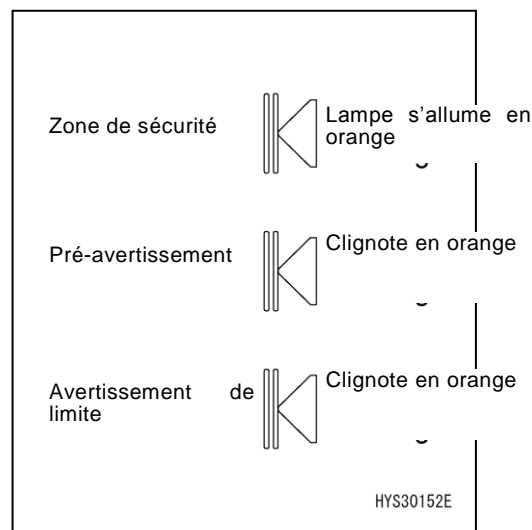 Zone de sécurité
Lampe s'allume en
orange
Pré-avertissement
Clignote en orange
Avertissement de
limite
Clignote en orange
HYS30152E